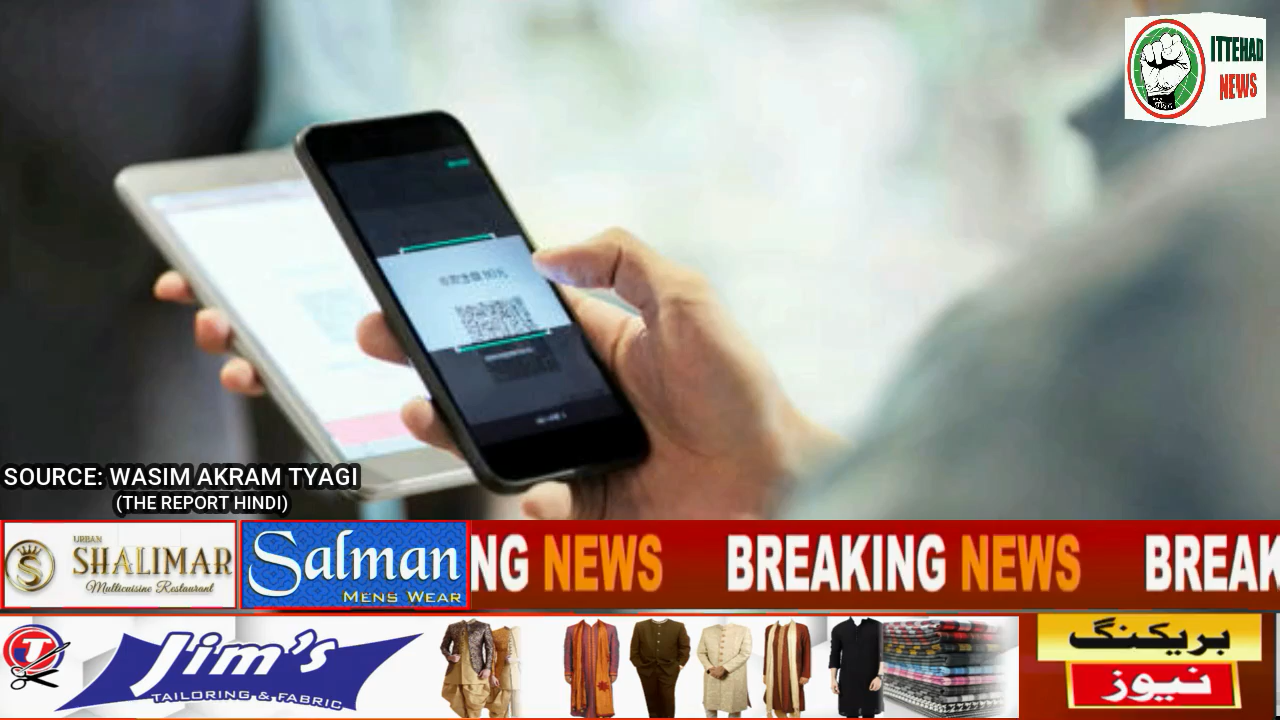 ITTEHAD
NEWS
SOURCE: WASIM AKRAM TYAGI
(THE REPORT HINDI)
URBAN
SHALIMAR
Multicuisine Restaurant
S
Salman
MENS WEAR
NG NEWS BREAKING NEWS BREAK
T
Jim's
TAILORING & FABRIC
بریکنگ
نیوز